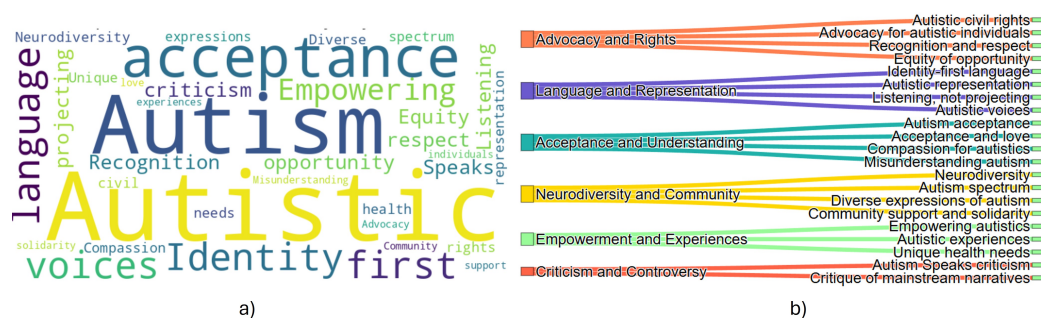 Neurodiversity expressions Diverse spectrum
acceptance
language
projecting
Unique love
criticism
Empowering
Listening
experiences
representation
Autism
Equity
respect
individuals
Recognition
opportunity
Speaks
civil
Misunderstanding
Autistic
needs
health
Advocacy
solidarity
Compassion
Community
rights
voices
Identity
first
support
a)
Advocacy and Rights
Language and Representation
Acceptance and Understanding
Neurodiversity and Community
Empowerment and Experiences
Criticism and Controversy
Autistic civil rights
Advocacy for autistic individuals
Recognition and respect
Equity of opportunity
Identity-first language
Autistic representation
Listening, not projecting
Autistic voices
Autism acceptance
Acceptance and love
Compassion for autistics
Misunderstanding autism
Neurodiversity
Autism spectrum
Diverse expressions of autism
Community support and solidarity
Empowering autistics
Autistic experiences
Unique health needs
Autism Speaks criticism
Critique of mainstream narratives
b)